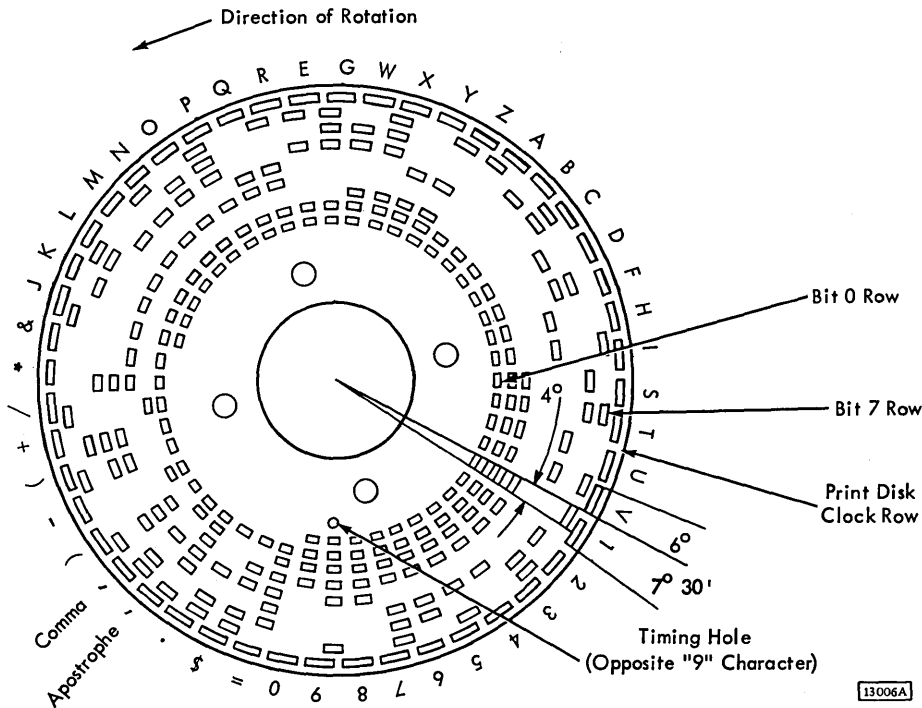 Direction of Rotation
* & J K L M N O P Q R E G W X Y Z A B C D F H I S T U V 1 2 3 4 5 6 7 8 9 0 = $ . ' , ) - ( + /
Bit 0 Row
4°
Bit 7 Row
Print Disk
Clock Row
6°
7° 30'
Comma
Apostrophe
Timing Hole
(Opposite "9" Character)
13006A